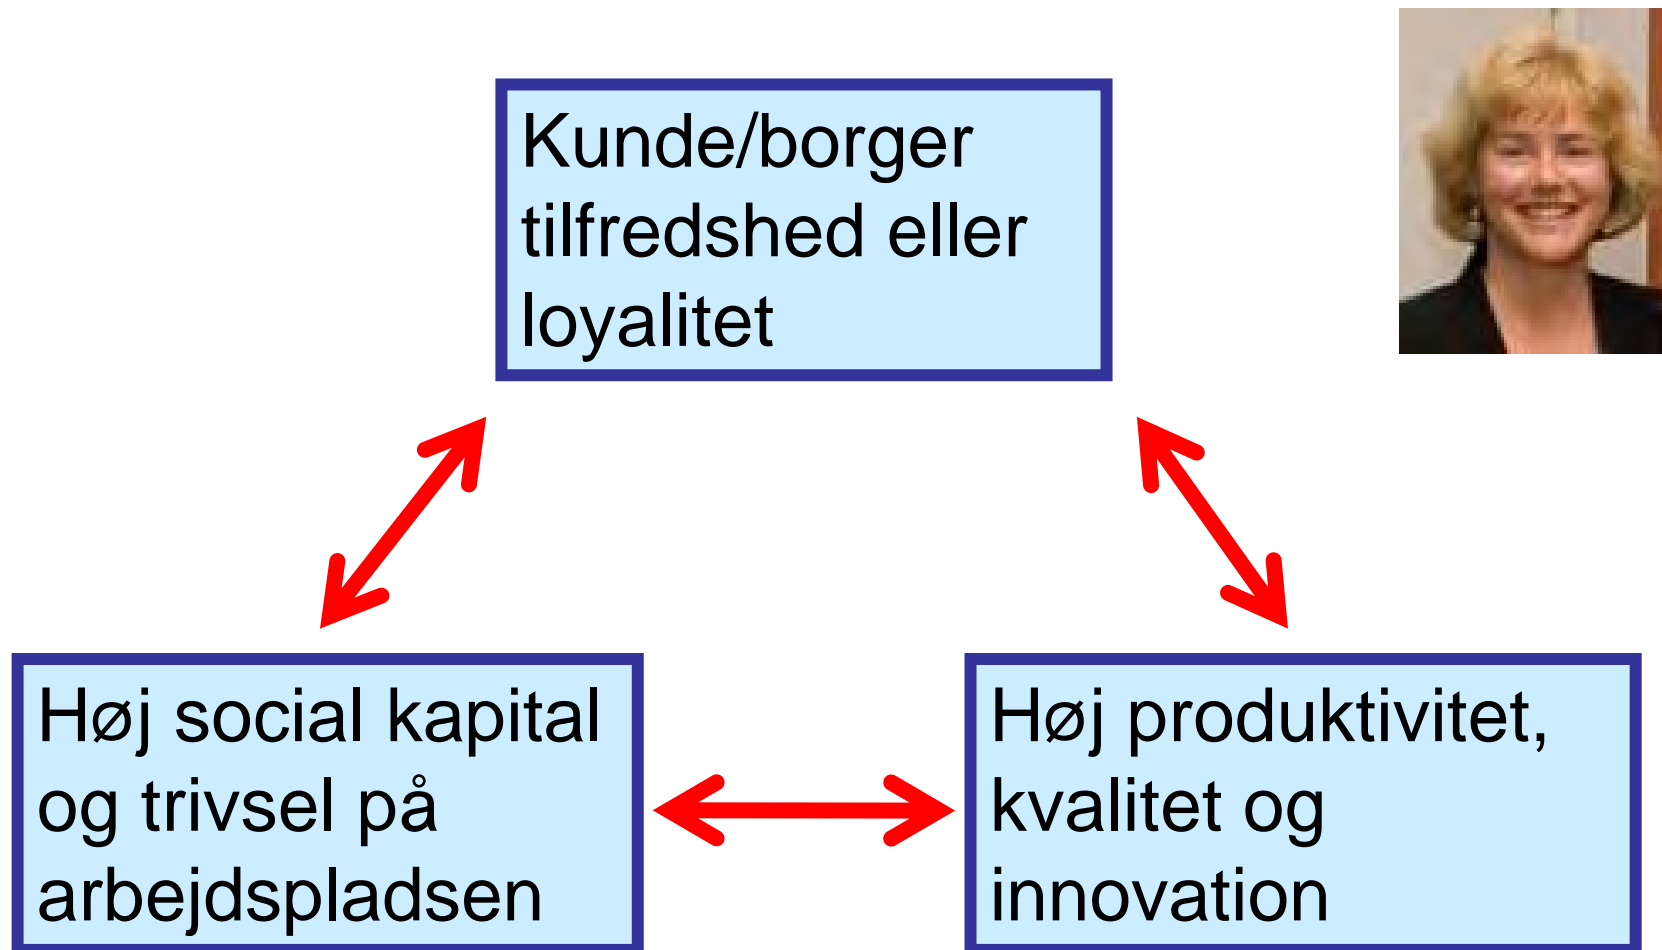 Kunde/borger
tilfredshed eller
loyalitet
Høj social kapital
og trivsel på
arbejdspladsen
Høj produktivitet,
kvalitet og
innovation